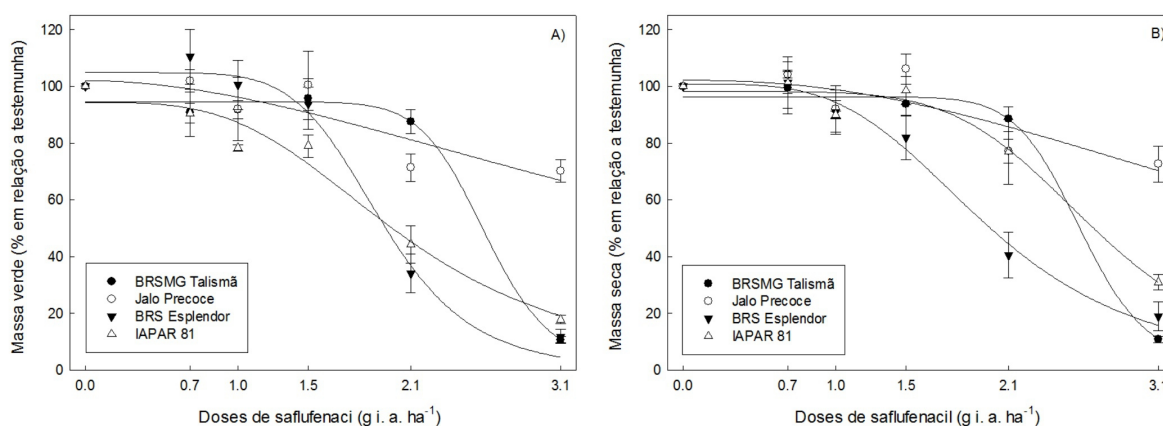 A)
Massa verde (% em relação a testemunha)
120
100
80
60
40
20
0
BRSMG Talismã
Jalo Precoce
BRS Esplendor
IAPAR 81
0.0 0.7 1.0 1.5 2.1 3.1
Doses de saflufenaci (g i. a. ha⁻¹)
B)
Massa seca (% em relação a testemunha)
120
100
80
60
40
20
0
BRSMG Talismã
Jalo Precoce
BRS Esplendor
IAPAR 81
0.0 0.7 1.0 1.5 2.1 3.1
Doses de saflufenacil (g i. a. ha⁻¹)